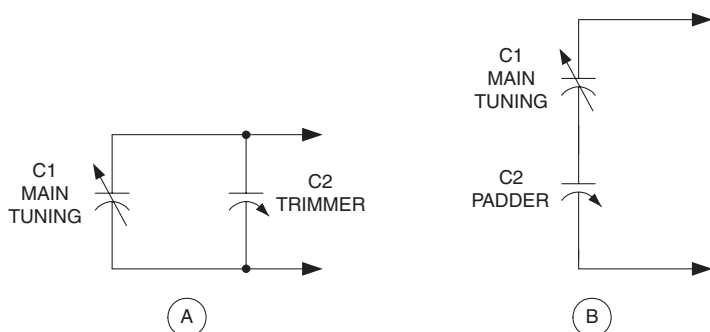 C1
MAIN
TUNING
C2
TRIMMER
A
C1
MAIN
TUNING
C2
PADDER
B